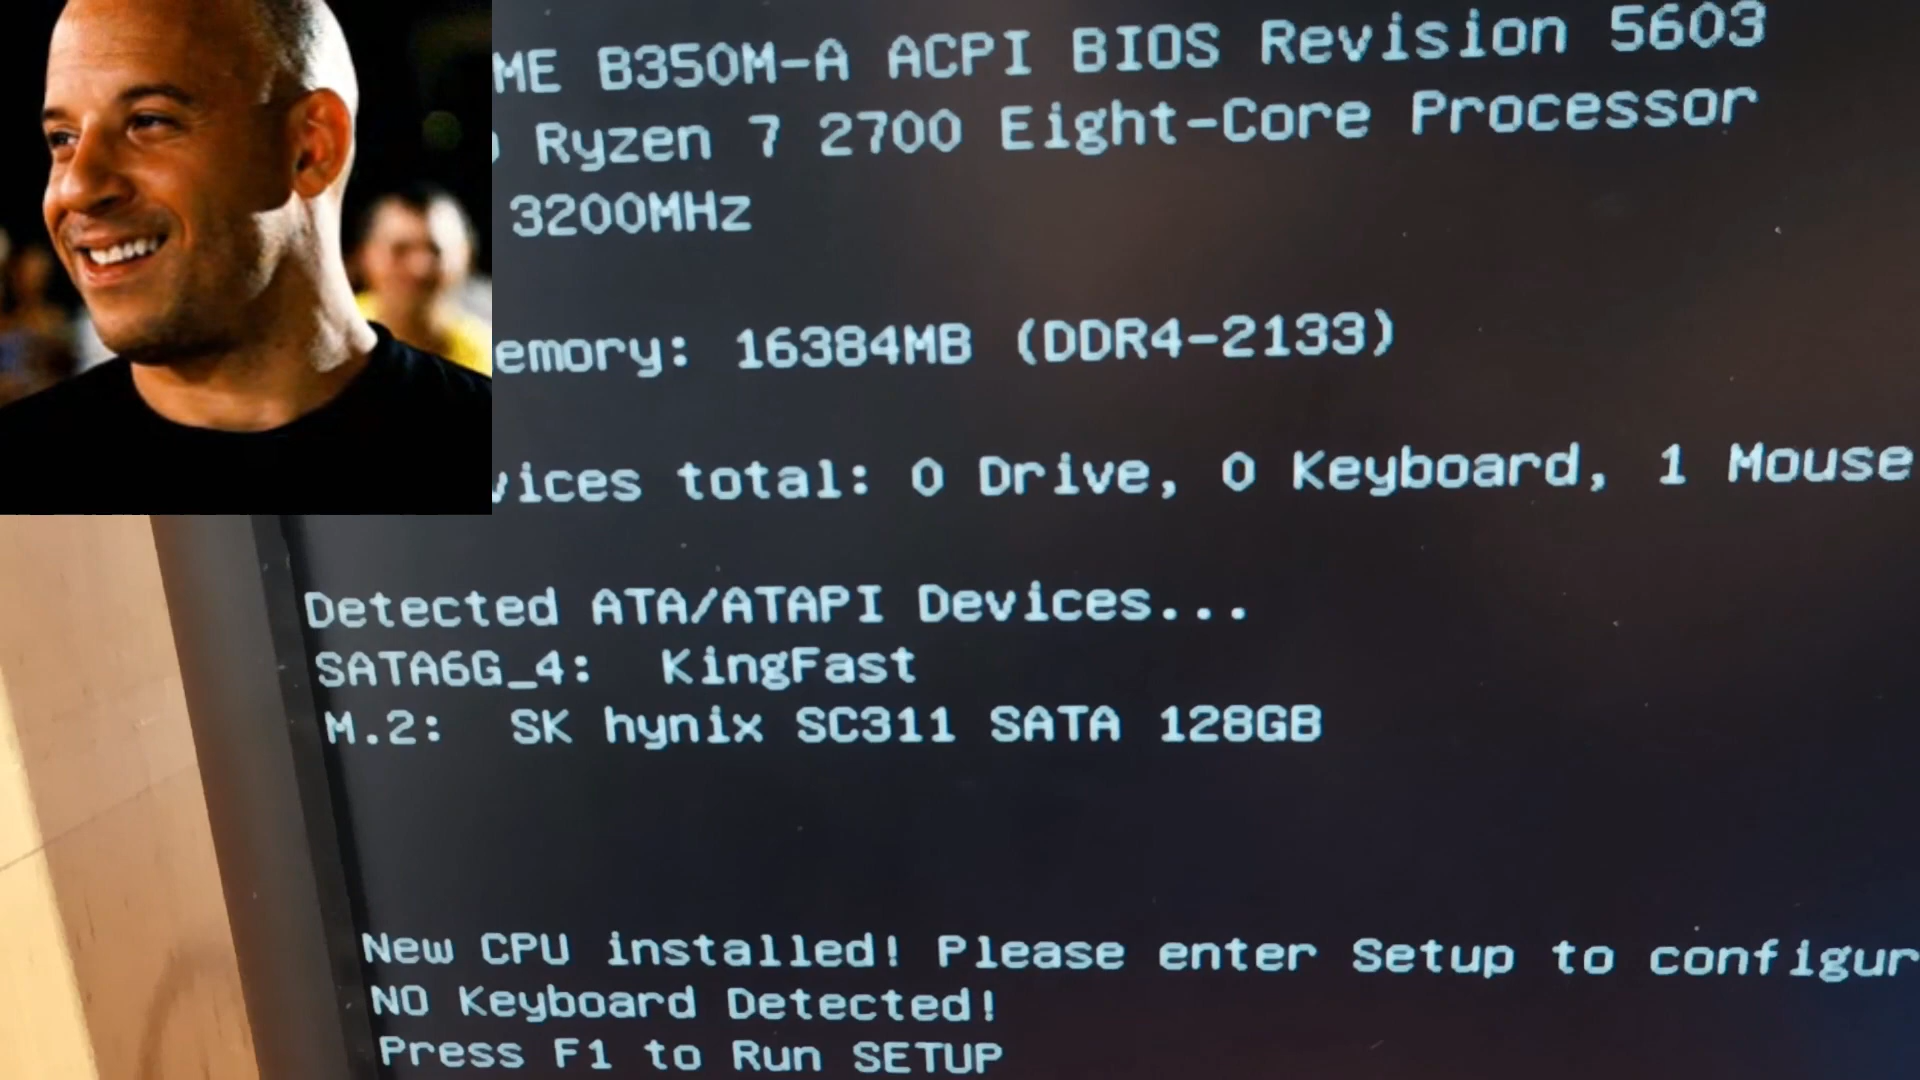 ME B350M-A ACPI BIOS Revision 5603
Ryzen 7 2700 Eight-Core Processor
3200MHz
emory: 16384MB (DDR4-2133)
vices total: 0 Drive, 0 Keyboard, 1 Mouse
Detected ATA/ATAPI Devices...
SATA6G_4: KingFast
M.2: SK hynix SC311 SATA 128GB
New CPU installed! Please enter Setup to configur
NO Keyboard Detected!
Press F1 to Run SETUP